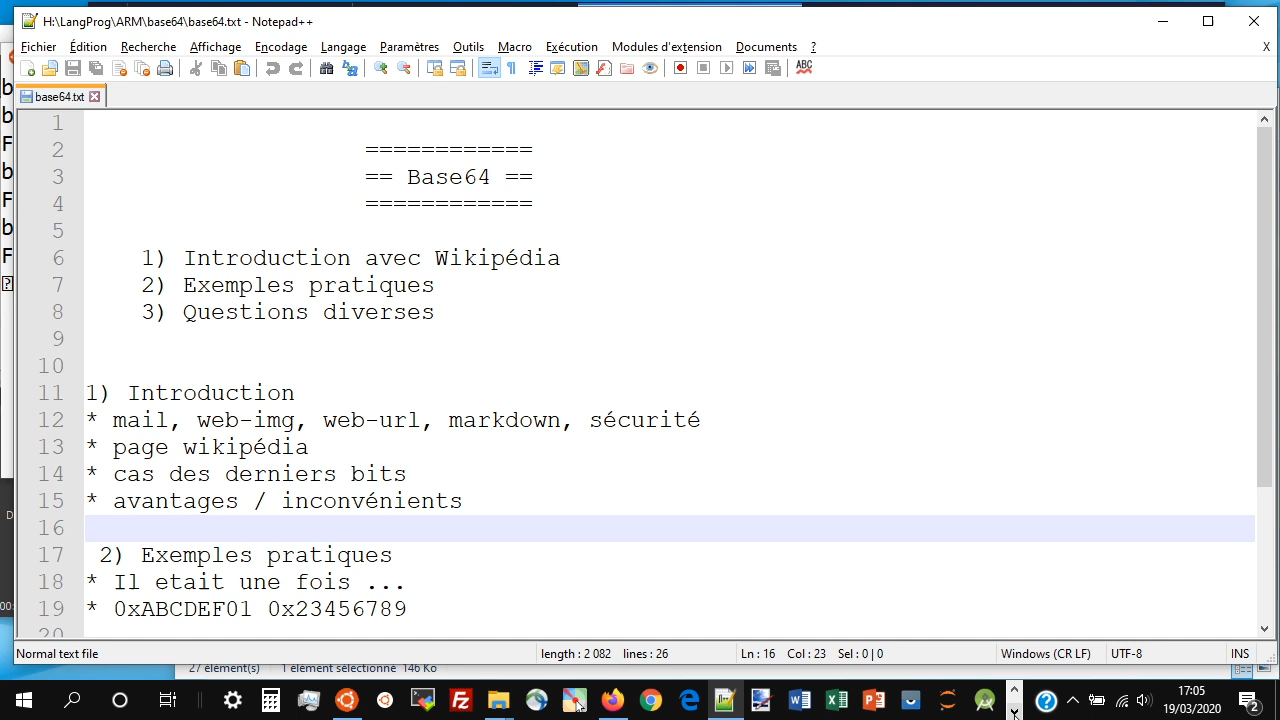 H:\LangProg\ARM\base64\base64.txt - Notepad++
Fichier Édition Recherche Affichage Encodage Langage Paramètres Outils Macro Exécution Modules d'extension Documents ? X
ABC
base64.txt
1
2 ============
3 == Base64 ==
4 ============
5
6 1) Introduction avec Wikipédia
7 2) Exemples pratiques
8 3) Questions diverses
9
10
11 1) Introduction
12 * mail, web-img, web-url, markdown, sécurité
13 * page wikipédia
14 * cas des derniers bits
15 * avantages / inconvénients
16
17 2) Exemples pratiques
18 * Il etait une fois ...
19 * 0xABCDEF01 0x23456789
20
Normal text file length : 2 082 lines : 26 Ln : 16 Col : 23 Sel : 0 | 0 Windows (CR LF) UTF-8 INS
27 élément(s) 1 élément sélectionné 146 Ko
17:05
19/03/2020
2